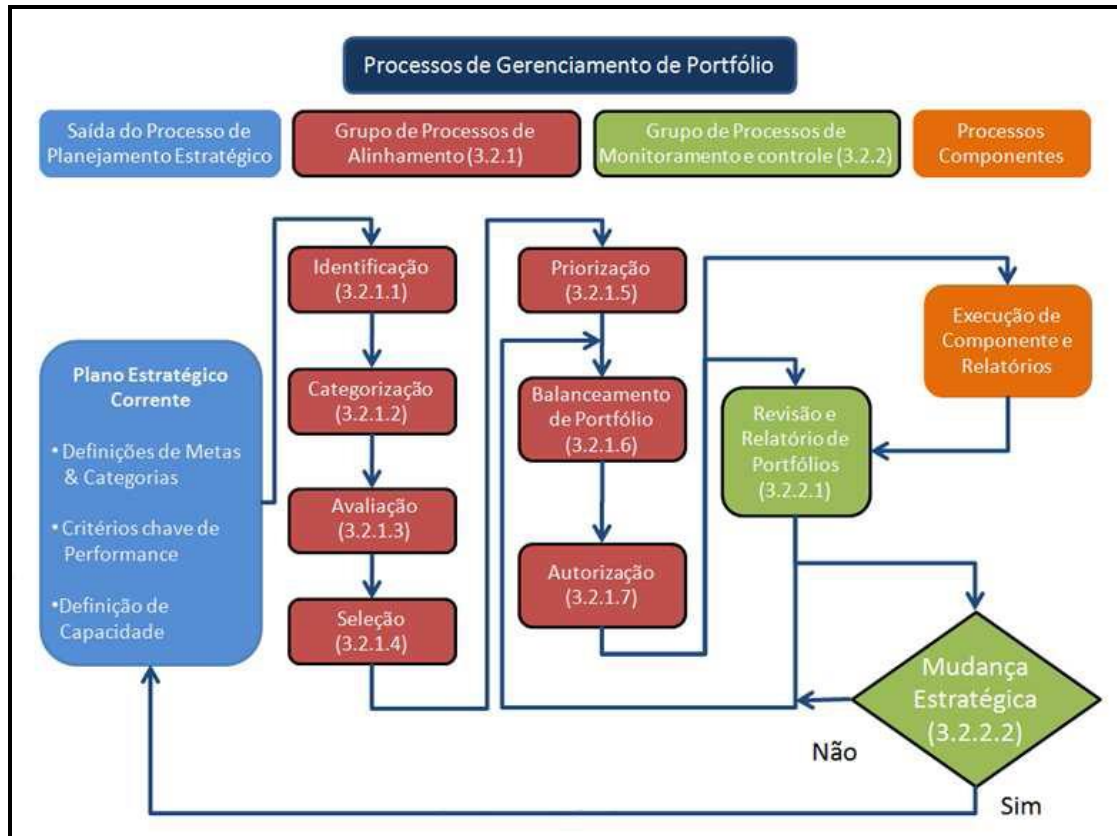 Processos de Gerenciamento de Portfólio
Saída do Processo de
Planejamento Estratégico
Grupo de Processos de
Alinhamento (3.2.1)
Grupo de Processos de
Monitoramento e controle (3.2.2)
Processos
Componentes
Plano Estratégico
Corrente
• Definições de Metas
& Categorias
• Critérios chave de
Performance
•Definição de
Capacidade
Identificação
(3.2.1.1)
Categorização
(3.2.1.2)
Avaliação
(3.2.1.3)
Seleção
(3.2.1.4)
Priorização
(3.2.1.5)
Balanceamento
de Portfólio
(3.2.1.6)
Autorização
(3.2.1.7)
Revisão e
Relatório de
Portfólios
(3.2.2.1)
Execução de
Componente e
Relatórios
Mudança
Estratégica
(3.2.2.2)
Não
Sim